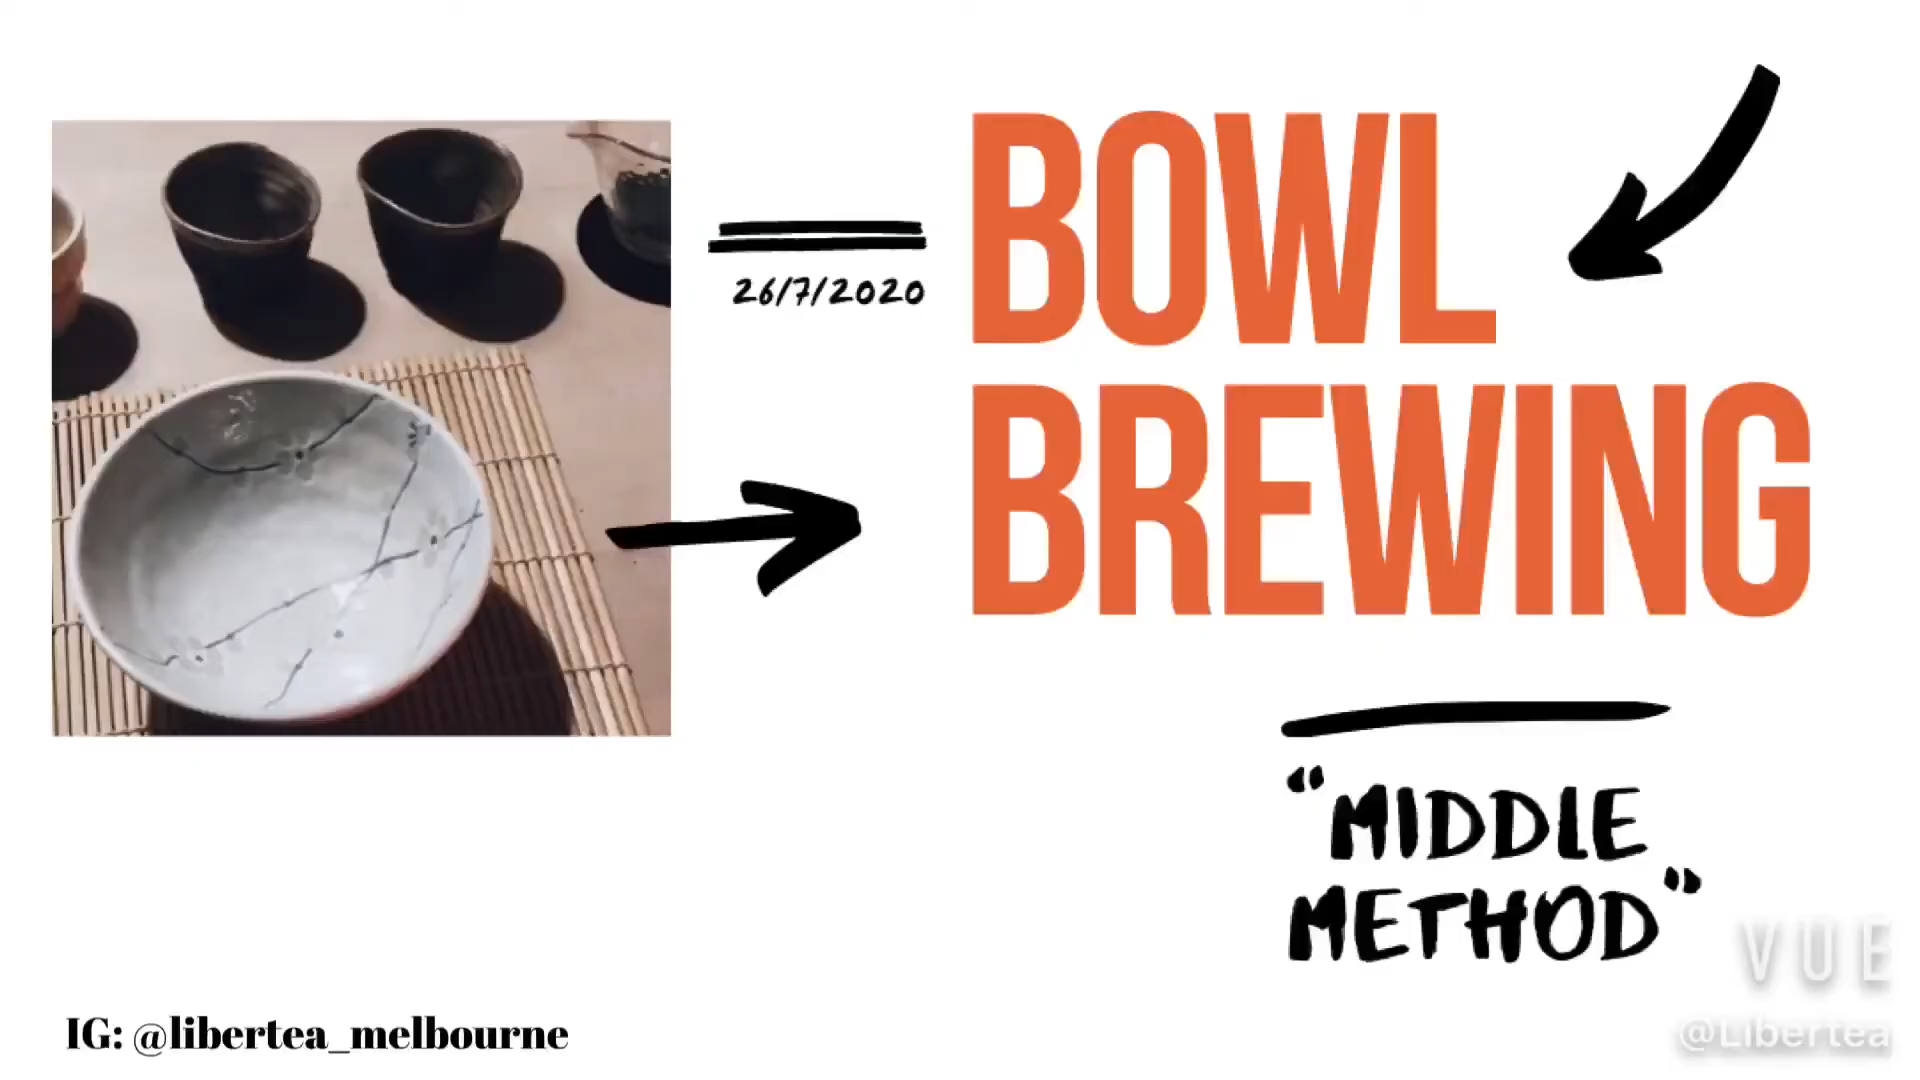 26/7/2020
BOWL
BREWING
“MIDDLE
METHOD”
VUE
@Libertea
IG: @libertea_melbourne